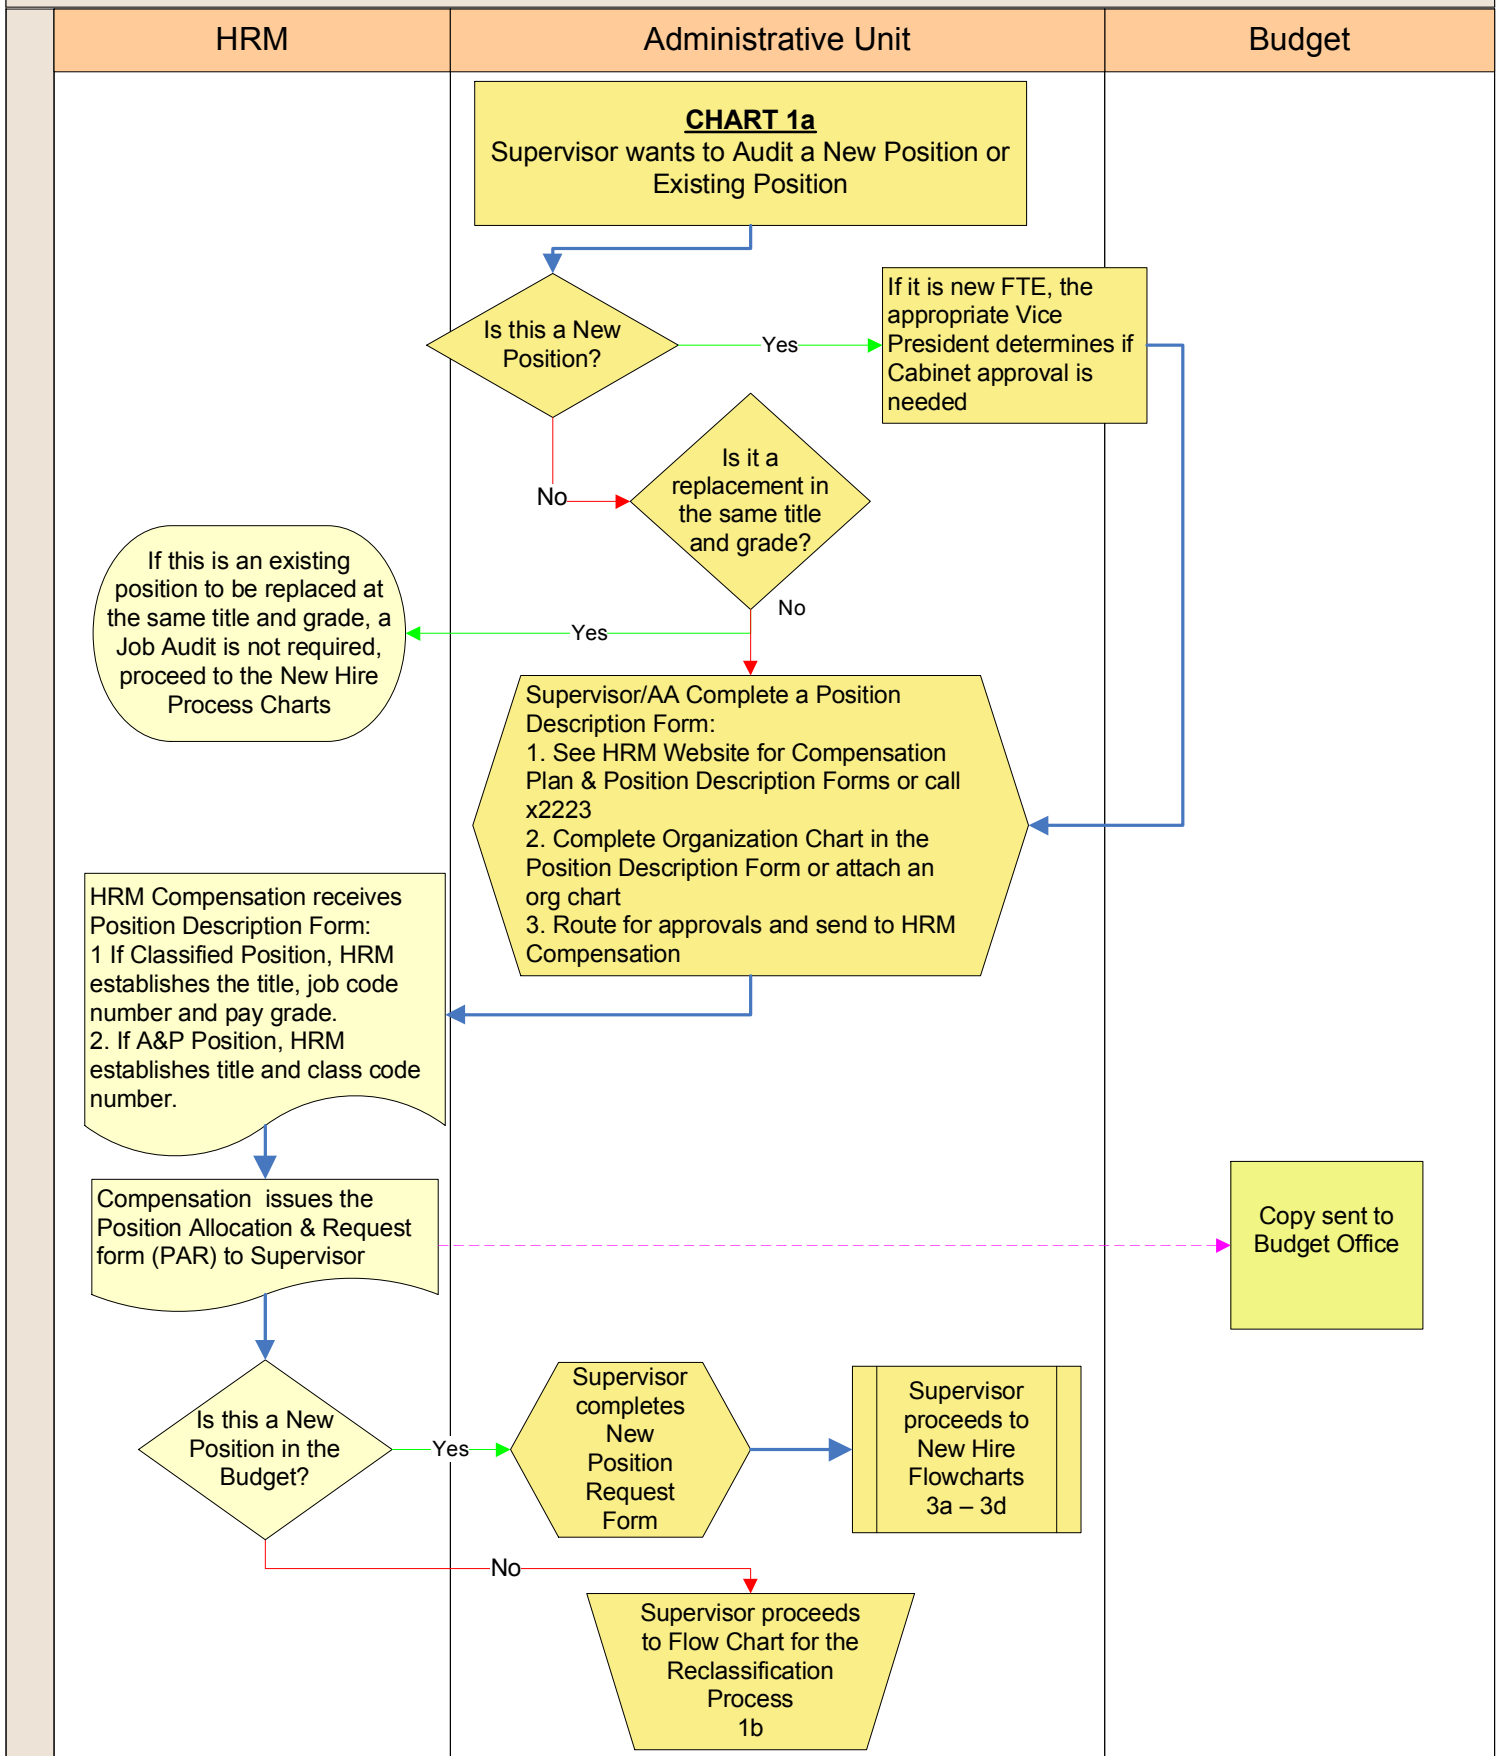 HRM
Administrative Unit
Budget
CHART 1a
Supervisor wants to Audit a New Position or
Existing Position
Is this a New
Position?
Yes
If it is new FTE, the
appropriate Vice
President determines if
Cabinet approval is
needed
No
Is it a
replacement in
the same title
and grade?
No
Yes
If this is an existing
position to be replaced at
the same title and grade, a
Job Audit is not required,
proceed to the New Hire
Process Charts
Supervisor/AA Complete a Position
Description Form:
1. See HRM Website for Compensation
Plan & Position Description Forms or call
x2223
2. Complete Organization Chart in the
Position Description Form or attach an
org chart
3. Route for approvals and send to HRM
Compensation
HRM Compensation receives
Position Description Form:
1 If Classified Position, HRM
establishes the title, job code
number and pay grade.
2. If A&P Position, HRM
establishes title and class code
number.
Compensation  issues the
Position Allocation & Request
form (PAR) to Supervisor
Copy sent to
Budget Office
Is this a New
Position in the
Budget?
Yes
Supervisor
completes
New
Position
Request
Form
Supervisor
proceeds to
New Hire
Flowcharts
3a – 3d
No
Supervisor proceeds
to Flow Chart for the
Reclassification
Process
1b